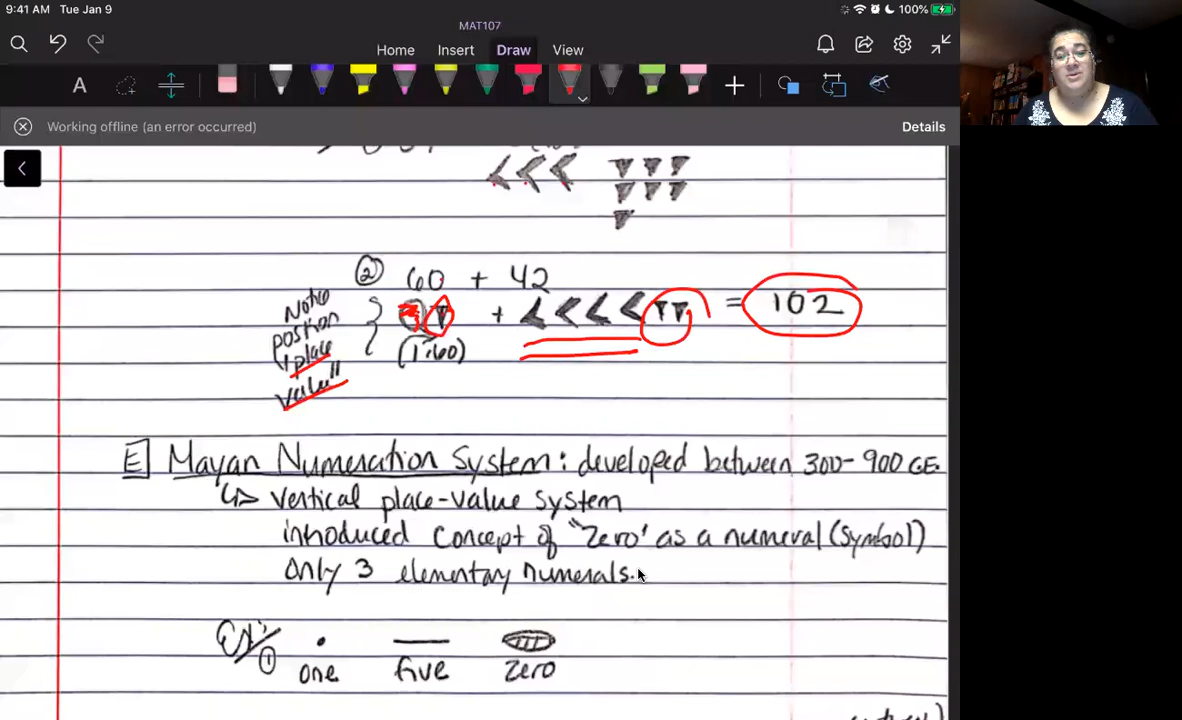 9:41 AM Tue Jan 9
100%
MAT107
Home Insert Draw View
A
Working offline (an error occurred) Details
② 60 + 42
Notice
position
"place
value"
+ = 102
(1·60)
E] Mayan Numeration System: developed between 300-900 CE.
↳ vertical place-value system
introduced concept of "zero" as a numeral (symbol)
only 3 elementary numerals.
Ex/ ①
one five zero